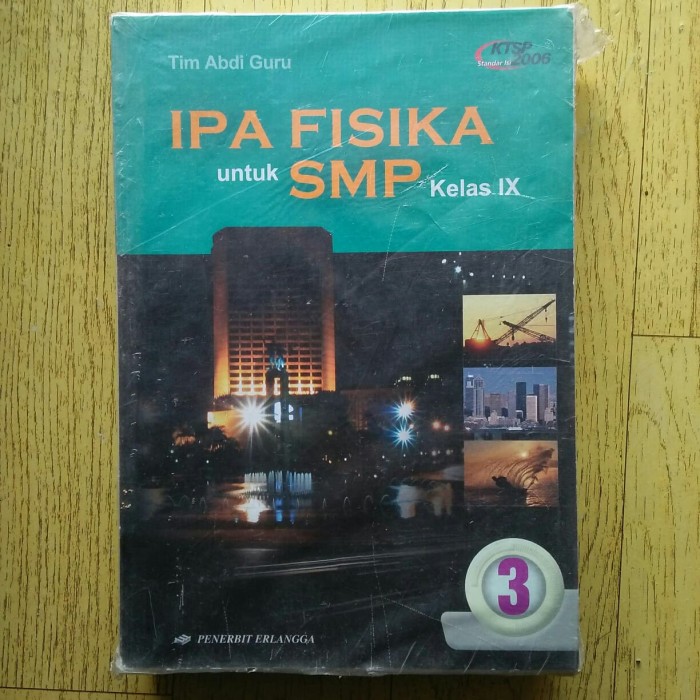 Tim Abdi Guru
KTSP
Standar Isi 2006
IPA FISIKA
untuk SMP Kelas IX
3
PENERBIT ERLANGGA